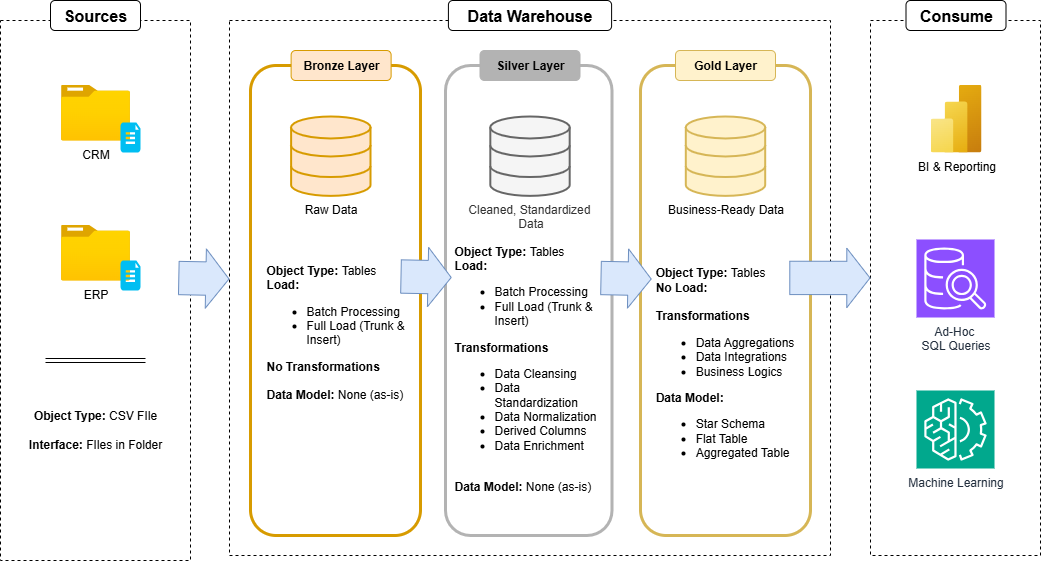 Sources
CRM
ERP
Object Type: CSV FIle
Interface: FIles in Folder
Data Warehouse
Bronze Layer
Raw Data
Object Type: Tables
Load:
• Batch Processing
• Full Load (Trunk &
Insert)
No Transformations
Data Model: None (as-is)
Silver Layer
Cleaned, Standardized
Data
Object Type: Tables
Load:
• Batch Processing
• Full Load (Trunk &
Insert)
Transformations
• Data Cleansing
• Data
Standardization
• Data Normalization
• Derived Columns
• Data Enrichment
Data Model: None (as-is)
Gold Layer
Business-Ready Data
Object Type: Tables
No Load:
Transformations
• Data Aggregations
• Data Integrations
• Business Logics
Data Model:
• Star Schema
• Flat Table
• Aggregated Table
Consume
BI & Reporting
Ad-Hoc
SQL Queries
Machine Learning